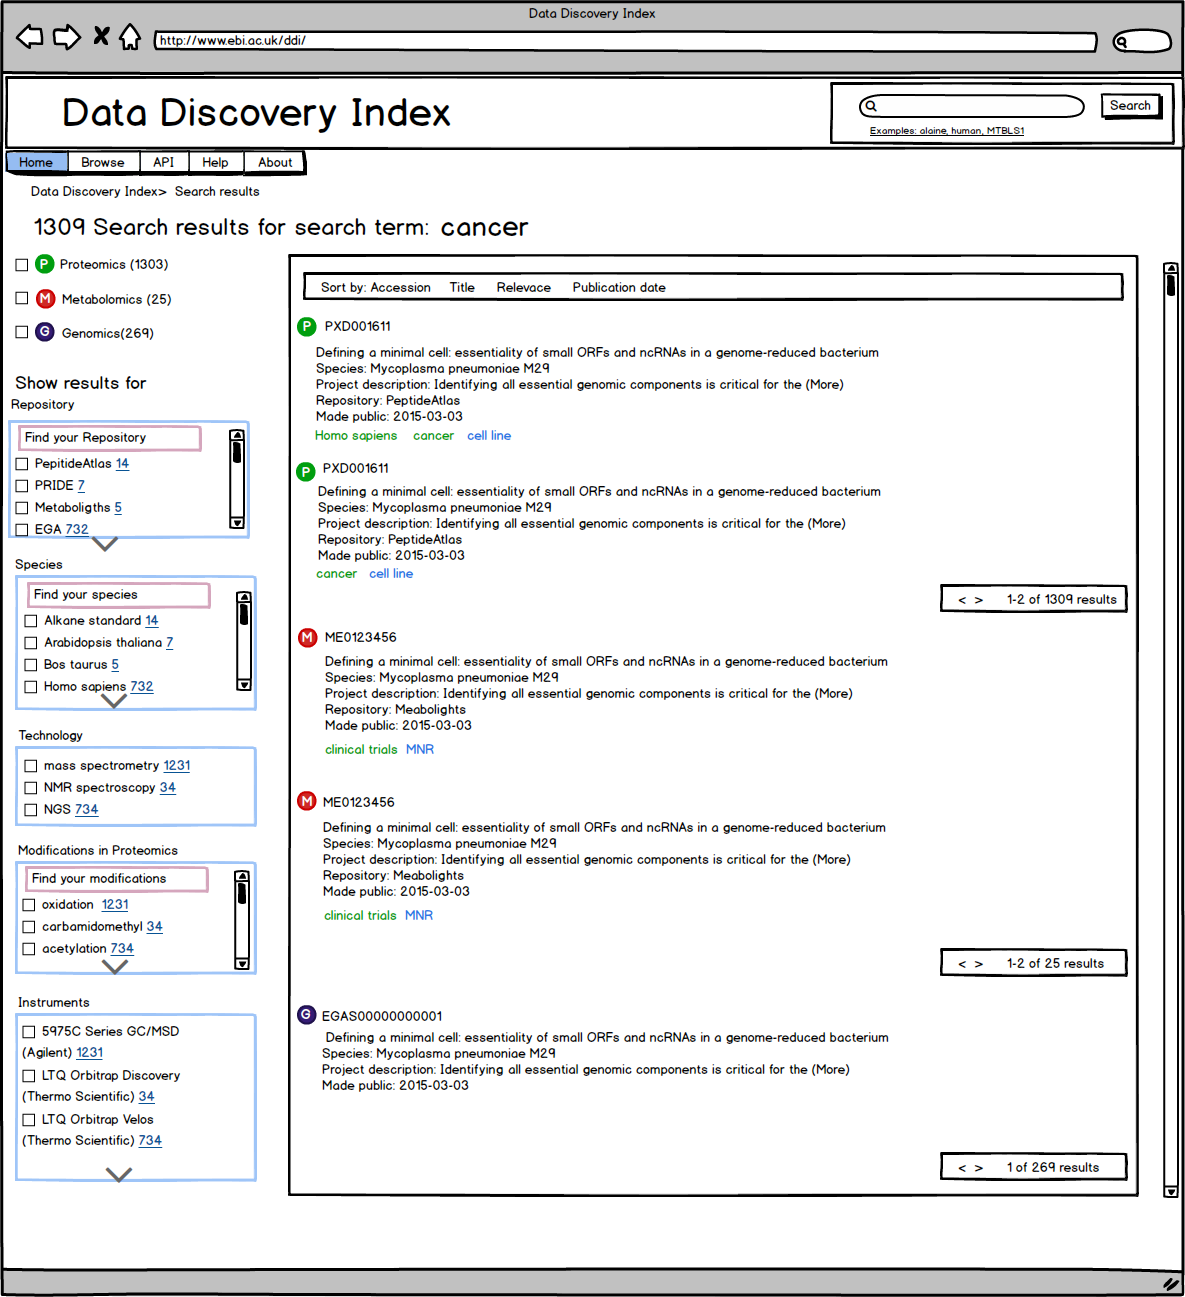 Data Discovery Index
http://www.ebi.ac.uk/ddi/
Data Discovery Index
Search
Examples: alaine, human, MTBLS1
Home Browse API Help About
Data Discovery Index> Search results
1309 Search results for search term: cancer
P Proteomics (1303)
M Metabolomics (25)
G Genomics(269)
Show results for
Repository
Find your Repository
PepitideAtlas 14
PRIDE 7
Metaboligths 5
EGA 732
Species
Find your species
Alkane standard 14
Arabidopsis thaliana 7
Bos taurus 5
Homo sapiens 732
Technology
mass spectrometry 1231
NMR spectroscopy 34
NGS 734
Modifications in Proteomics
Find your modifications
oxidation 1231
carbamidomethyl 34
acetylation 734
Instruments
5975C Series GC/MSD
(Agilent) 1231
LTQ Orbitrap Discovery
(Thermo Scientific) 34
LTQ Orbitrap Velos
(Thermo Scientific) 734
Sort by: Accession Title Relevace Publication date
P PXD001611
Defining a minimal cell: essentiality of small ORFs and ncRNAs in a genome-reduced bacterium
Species: Mycoplasma pneumoniae M29
Project description: Identifying all essential genomic components is critical for the (More)
Repository: PeptideAtlas
Made public: 2015-03-03
Homo sapiens cancer cell line
P PXD001611
Defining a minimal cell: essentiality of small ORFs and ncRNAs in a genome-reduced bacterium
Species: Mycoplasma pneumoniae M29
Project description: Identifying all essential genomic components is critical for the (More)
Repository: PeptideAtlas
Made public: 2015-03-03
cancer cell line
< > 1-2 of 1309 results
M ME0123456
Defining a minimal cell: essentiality of small ORFs and ncRNAs in a genome-reduced bacterium
Species: Mycoplasma pneumoniae M29
Project description: Identifying all essential genomic components is critical for the (More)
Repository: Meabolights
Made public: 2015-03-03
clinical trials MNR
M ME0123456
Defining a minimal cell: essentiality of small ORFs and ncRNAs in a genome-reduced bacterium
Species: Mycoplasma pneumoniae M29
Project description: Identifying all essential genomic components is critical for the (More)
Repository: Meabolights
Made public: 2015-03-03
clinical trials MNR
< > 1-2 of 25 results
G EGAS00000000001
Defining a minimal cell: essentiality of small ORFs and ncRNAs in a genome-reduced bacterium
Species: Mycoplasma pneumoniae M29
Project description: Identifying all essential genomic components is critical for the (More)
Made public: 2015-03-03
< > 1 of 269 results